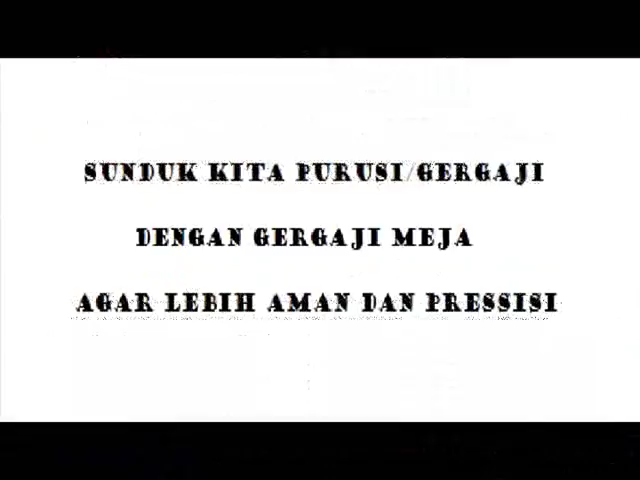 SUNDUK KITA PURUSI/GERGAJI
DENGAN GERGAJI MEJA
AGAR LEBIH AMAN DAN PRESSISI